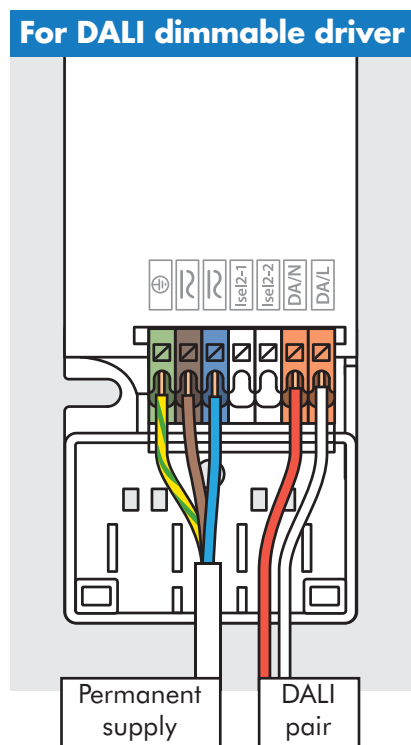 For DALI dimmable driver
Isel2-1
Isel2-2
DA/N
DA/L
Permanent
supply
DALI
pair